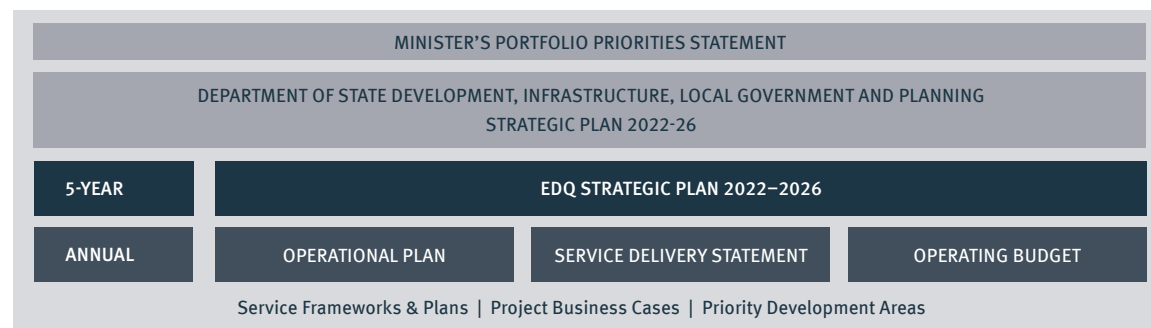 MINISTER’S PORTFOLIO PRIORITIES STATEMENT
DEPARTMENT OF STATE DEVELOPMENT, INFRASTRUCTURE, LOCAL GOVERNMENT AND PLANNING
STRATEGIC PLAN 2022-26
5-YEAR
EDQ STRATEGIC PLAN 2022–2026
ANNUAL
OPERATIONAL PLAN
SERVICE DELIVERY STATEMENT
OPERATING BUDGET
Service Frameworks & Plans | Project Business Cases | Priority Development Areas